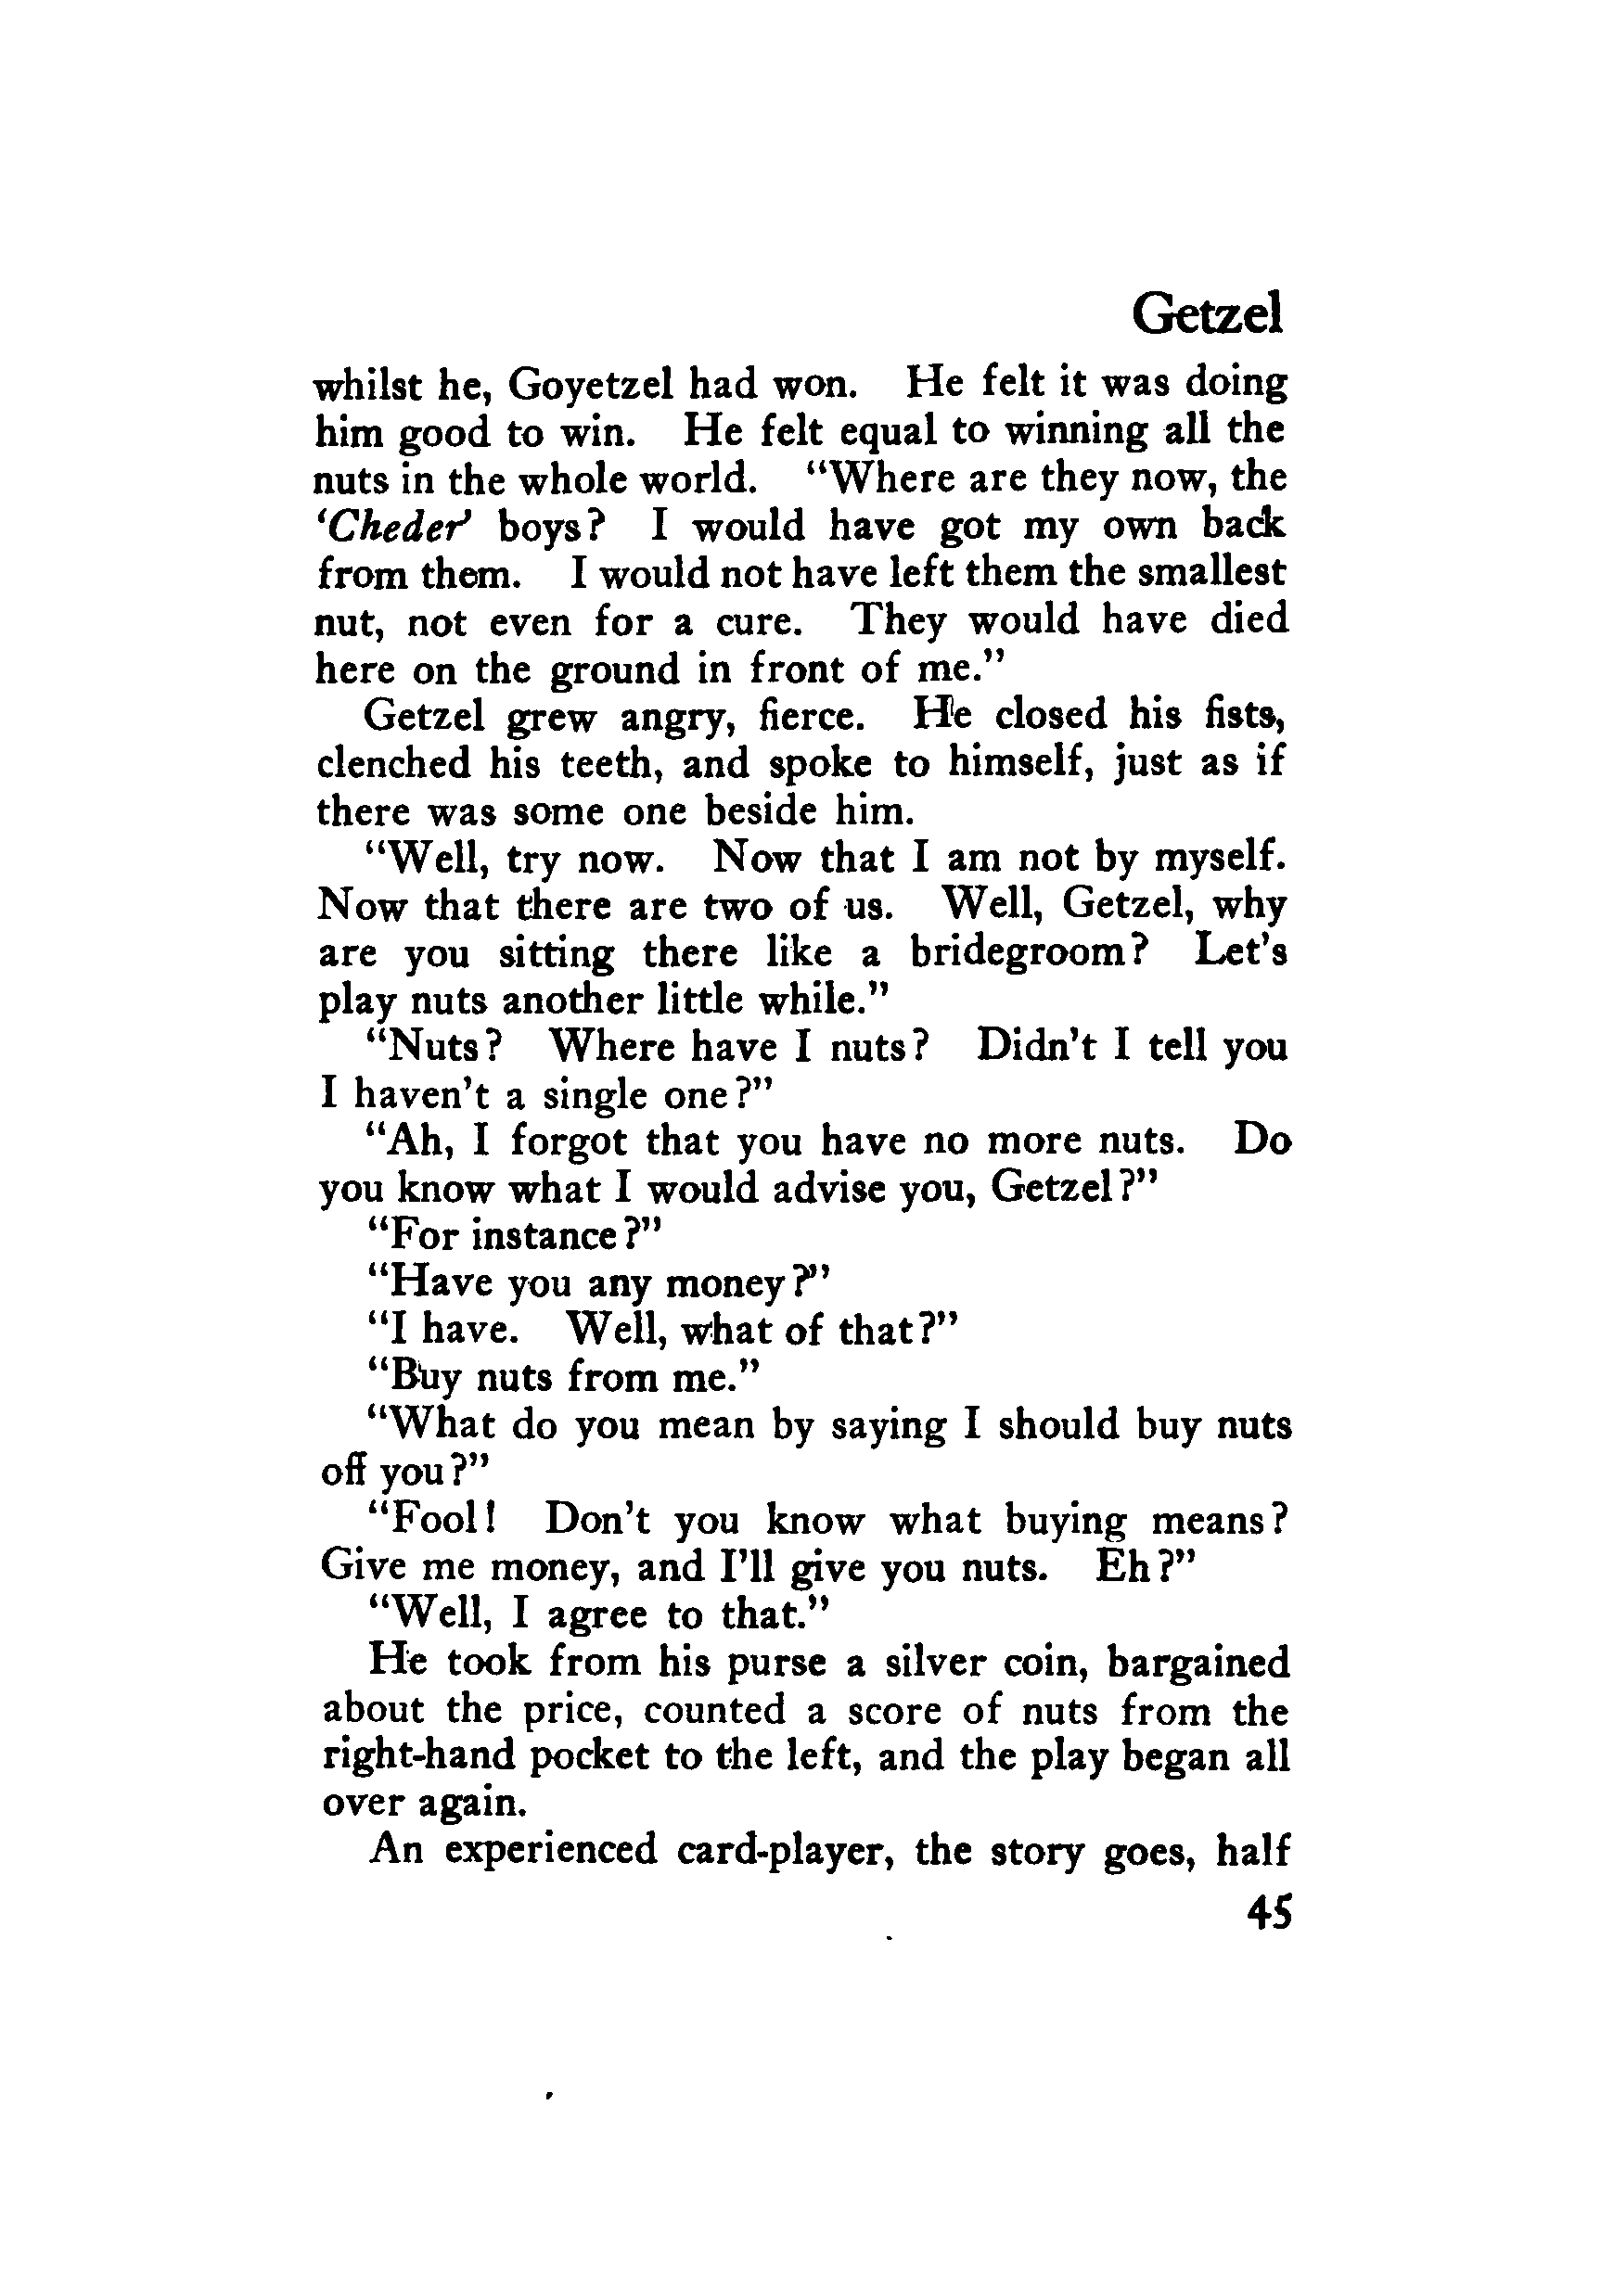 Getzel
whilst he, Goyetzel had won. He felt it was doing
him good to win. He felt equal to winning all the
nuts in the whole world. “Where are they now, the
‘Cheder’ boys? I would have got my own back
from them. I would not have left them the smallest
nut, not even for a cure. They would have died
here on the ground in front of me.”
Getzel grew angry, fierce. He closed his fists,
clenched his teeth, and spoke to himself, just as if
there was some one beside him.
“Well, try now. Now that I am not by myself.
Now that there are two of us. Well, Getzel, why
are you sitting there like a bridegroom? Let’s
play nuts another little while.”
“Nuts? Where have I nuts? Didn’t I tell you
I haven’t a single one?”
“Ah, I forgot that you have no more nuts. Do
you know what I would advise you, Getzel?”
“For instance?”
“Have you any money?”
“I have. Well, what of that?”
“Buy nuts from me.”
“What do you mean by saying I should buy nuts
off you?”
“Fool! Don’t you know what buying means?
Give me money, and I’ll give you nuts. Eh?”
“Well, I agree to that.”
He took from his purse a silver coin, bargained
about the price, counted a score of nuts from the
right-hand pocket to the left, and the play began all
over again.
An experienced card-player, the story goes, half
45